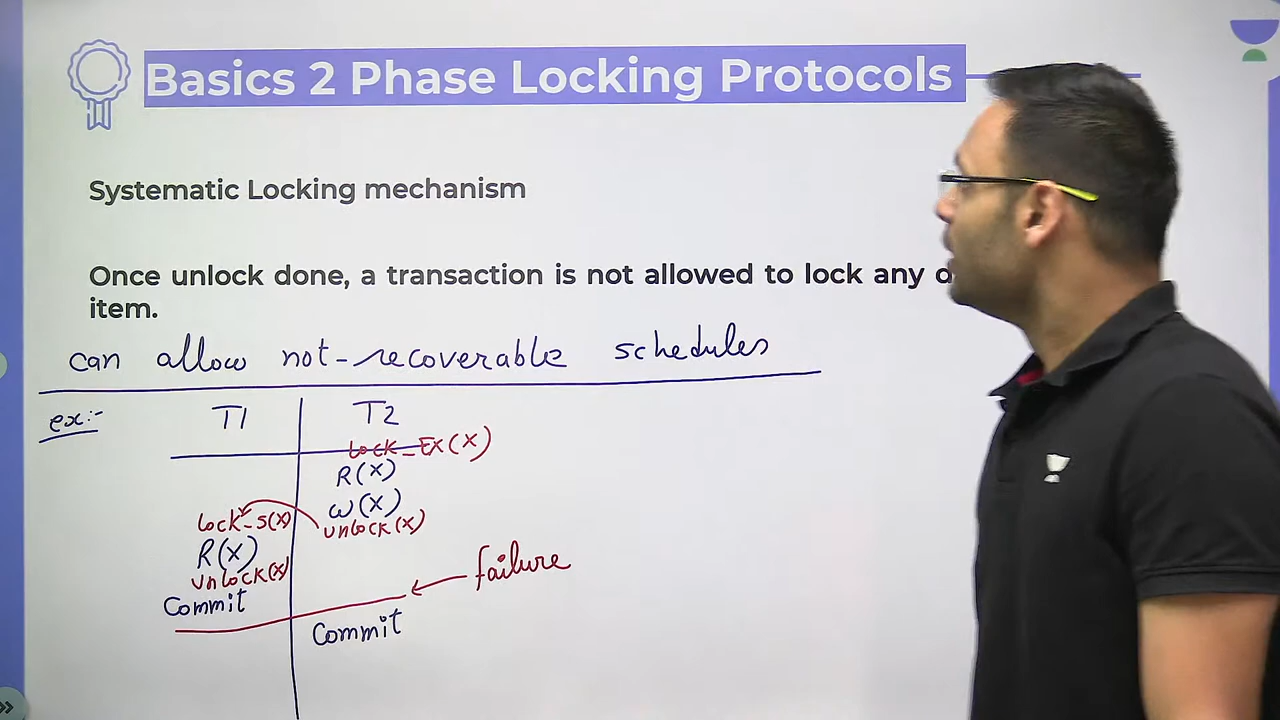 Basics 2 Phase Locking Protocols
Systematic Locking mechanism
Once unlock done, a transaction is not allowed to lock any
item.
can allow not-recoverable schedules
ex:- T1 T2
lock-EX(X)
R(X)
W(X)
lock-S(X) unlock(X)
R(X)
unlock(X) failure
Commit
Commit